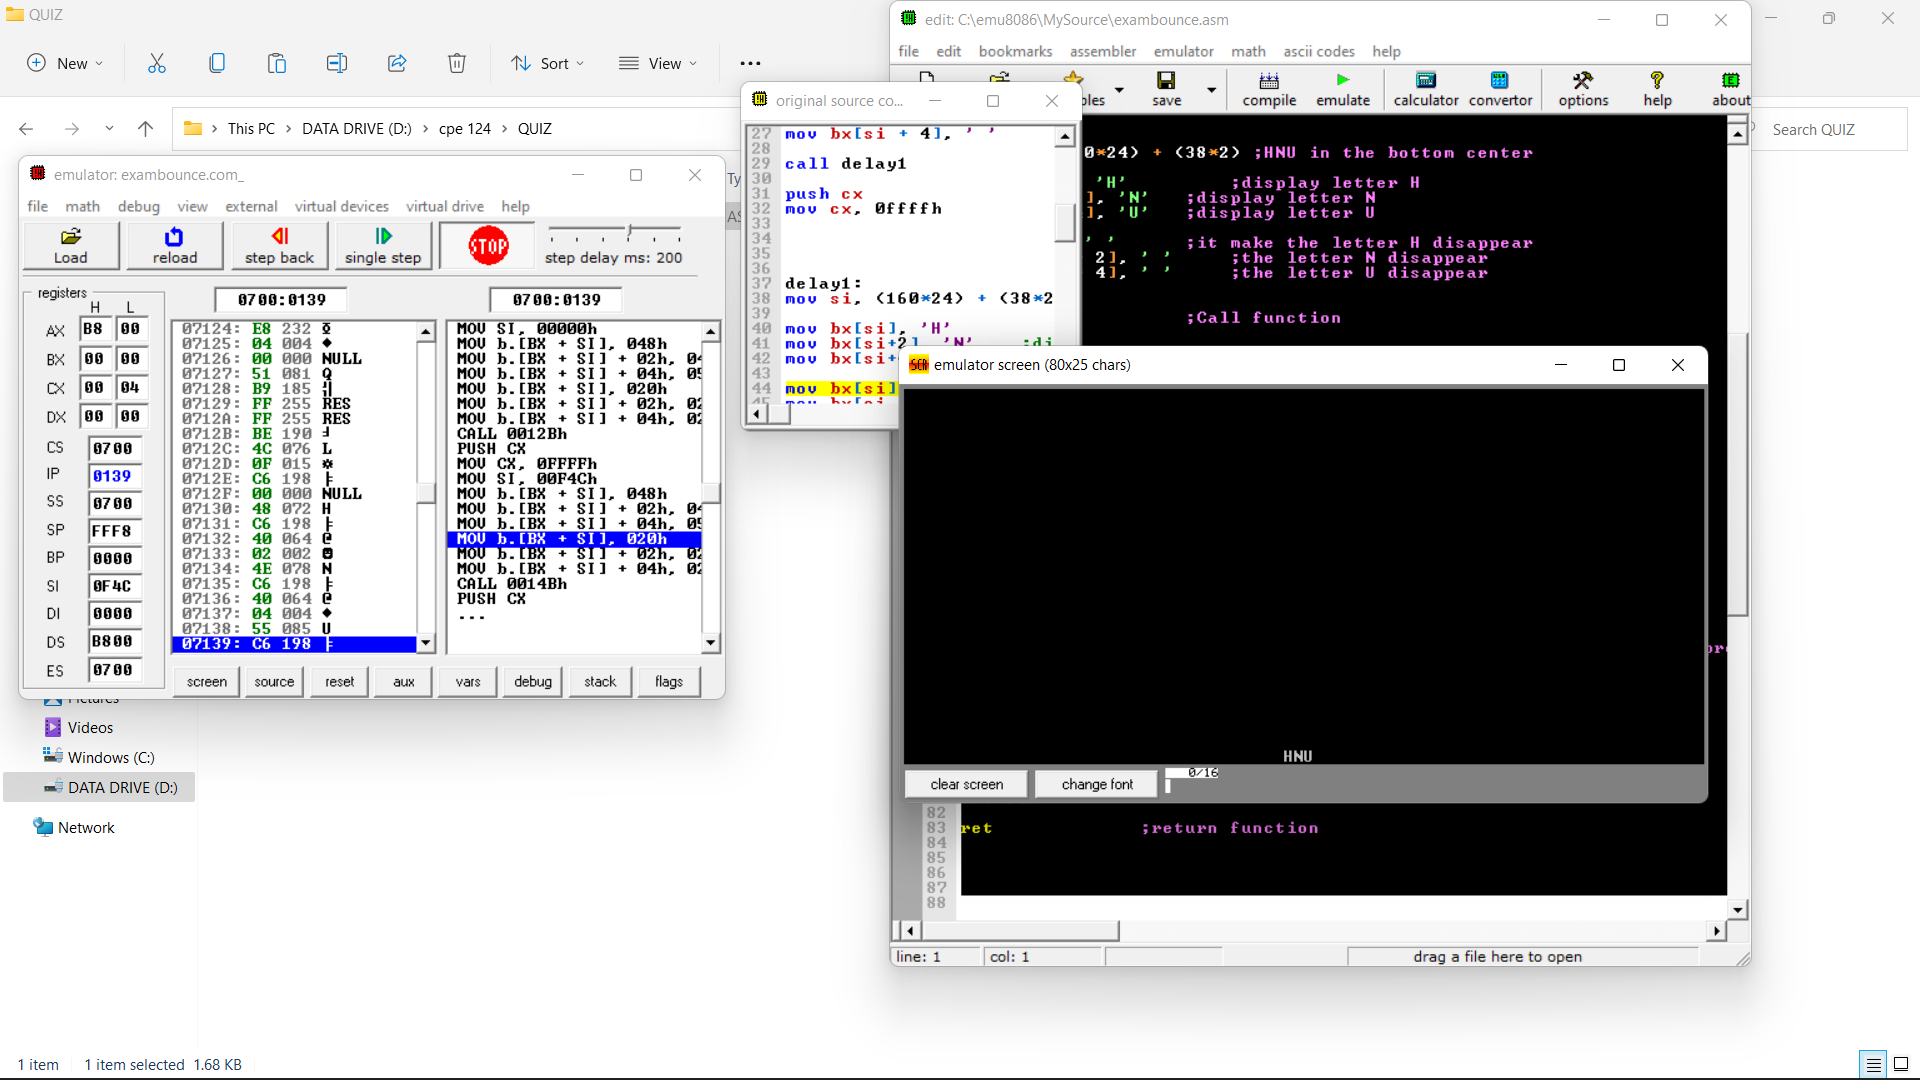 QUIZ
New
Sort
View
This PC > DATA DRIVE (D:) > cpe 124 > QUIZ
Search QUIZ
emulator: exambounce.com_
file math debug view external virtual devices virtual drive help
Load reload step back single step STOP step delay ms: 200
registers
H L
0700:0139 0700:0139
AX B8 00
BX 00 00
CX 00 04
DX 00 00
CS 0700
IP 0139
SS 0700
SP FFF8
BP 0000
SI 0F4C
DI 0000
DS B800
ES 0700
07124: E8 232
07125: 04 004
07126: 00 000 NULL
07127: 51 081 Q
07128: B9 185
07129: FF 255 RES
0712A: FF 255 RES
0712B: BE 190
0712C: 4C 076 L
0712D: 0F 015
0712E: C6 198
0712F: 00 000 NULL
07130: 48 072 H
07131: C6 198
07132: 40 064 @
07133: 02 002
07134: 4E 078 N
07135: C6 198
07136: 40 064 @
07137: 04 004
07138: 55 085 U
07139: C6 198
MOV SI, 00000h
MOV b.[BX + SI], 048h
MOV b.[BX + SI] + 02h, 04
MOV b.[BX + SI] + 04h, 05
MOV b.[BX + SI], 020h
MOV b.[BX + SI] + 02h, 02
MOV b.[BX + SI] + 04h, 02
CALL 0012Bh
PUSH CX
MOV CX, 0FFFFh
MOV SI, 00F4Ch
MOV b.[BX + SI], 048h
MOV b.[BX + SI] + 02h, 04
MOV b.[BX + SI] + 04h, 05
MOV b.[BX + SI], 020h
MOV b.[BX + SI] + 02h, 02
MOV b.[BX + SI] + 04h, 02
CALL 0014Bh
PUSH CX
...
screen source reset aux vars debug stack flags
Videos
Windows (C:)
DATA DRIVE (D:)
Network
1 item 1 item selected 1.68 KB
original source co...
27 mov bx[si + 4], ' '
28
29 call delay1
30
31 push cx
32 mov cx, 0ffffh
33
34
35
36
37 delay1:
38 mov si, (160*24) + (38*2
39
40 mov bx[si], 'H'
41 mov bx[si+2], 'N' ;di
42 mov bx[si+
43
44 mov bx[si]
edit: C:\emu8086\MySource\exambounce.asm
file edit bookmarks assembler emulator math ascii codes help
save compile emulate calculator convertor options help about
0*24) + (38*2) ;HNU in the bottom center
'H' ;display letter H
], 'N' ;display letter N
], 'U' ;display letter U
' ' ;it make the letter H disappear
2], ' ' ;the letter N disappear
4], ' ' ;the letter U disappear
;Call function
emulator screen (80x25 chars)
HNU
clear screen change font 0/16
82
83 ret ;return function
84
85
86
87
88
line: 1 col: 1 drag a file here to open